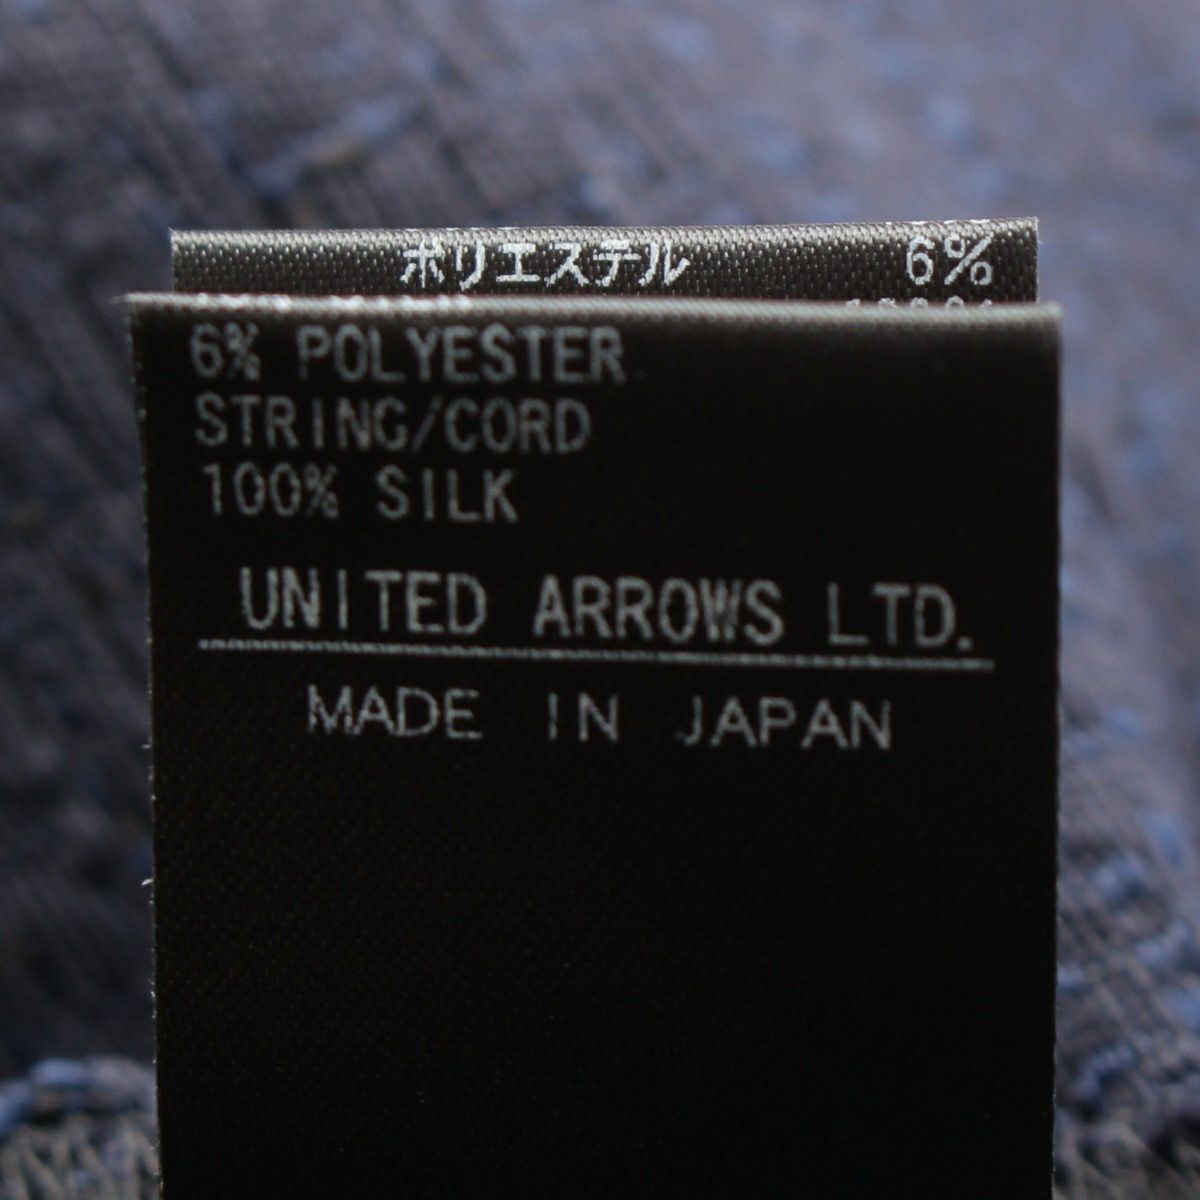 ポリエステル 6%
6% POLYESTER
STRING/CORD
100% SILK
UNITED ARROWS LTD.
MADE IN JAPAN